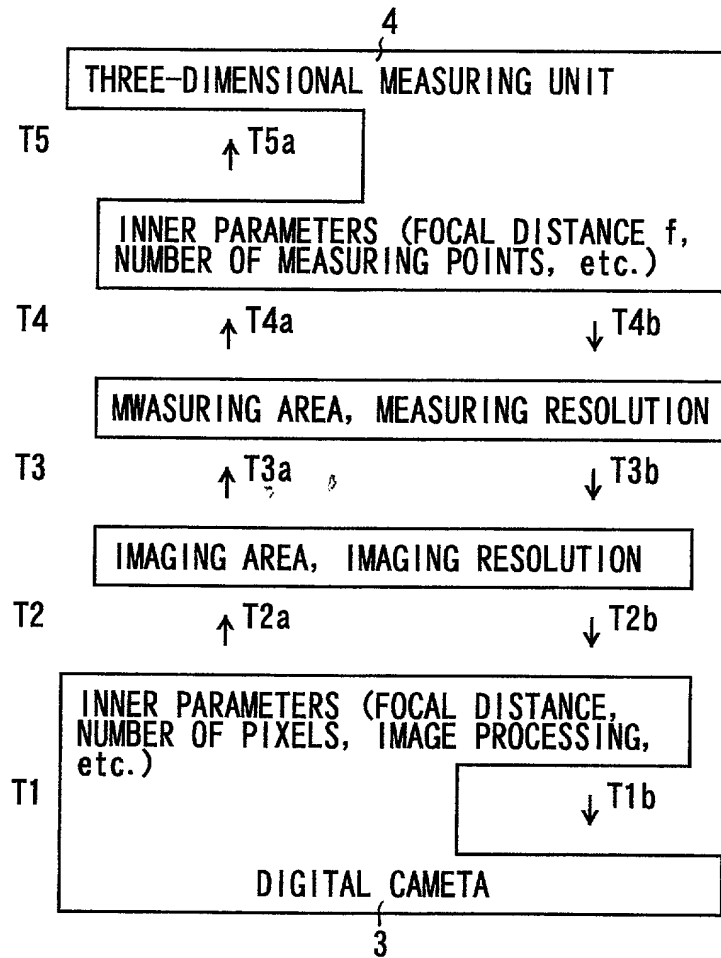 4
THREE-DIMENSIONAL MEASURING UNIT
T5
↑ T5a
INNER PARAMETERS (FOCAL DISTANCE f,
NUMBER OF MEASURING POINTS, etc.)
T4
↑ T4a
↓ T4b
MWASURING AREA, MEASURING RESOLUTION
T3
↑ T3a
↓ T3b
IMAGING AREA, IMAGING RESOLUTION
T2
↑ T2a
↓ T2b
INNER PARAMETERS (FOCAL DISTANCE,
NUMBER OF PIXELS, IMAGE PROCESSING,
etc.)
T1
↓ T1b
DIGITAL CAMETA
3